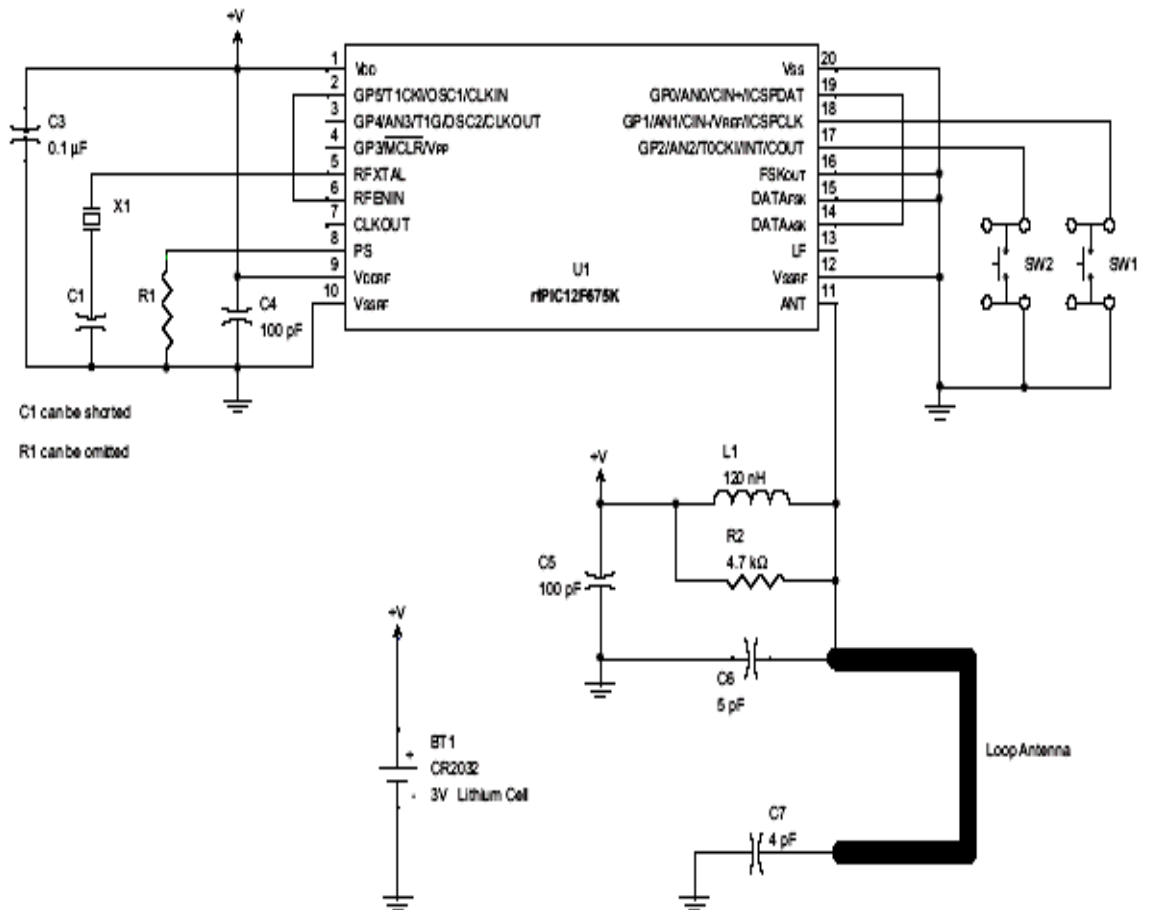 +V
1 VDD
2 GP5/T1CKI/OSC1/CLKIN
3 GP4/AN3/T1G/OSC2/CLKOUT
4 GP3/MCLR/VPP
5 RFXTAL
6 RFENIN
7 CLKOUT
8 PS
9 VDDRF
10 VSSRF
VSS 20
GP0/AN0/CIN+/ICSPDAT 19
GP1/AN1/CIN-/VREF/ICSPCLK 18
GP2/AN2/T0CKI/INT/COUT 17
FSKOUT 16
DATAFSK 15
DATAASK 14
LF 13
VSSRF 12
ANT 11
U1
rfPIC12F675K
C3
0.1 µF
X1
C1
R1
C4
100 pF
SW2
SW1
C1 can be shorted
R1 can be omitted
+V
L1
120 nH
R2
4.7 kΩ
C5
100 pF
C6
5 pF
+V
BT1
+
CR2032
- 3V Lithium Cell
Loop Antenna
C7
4 pF